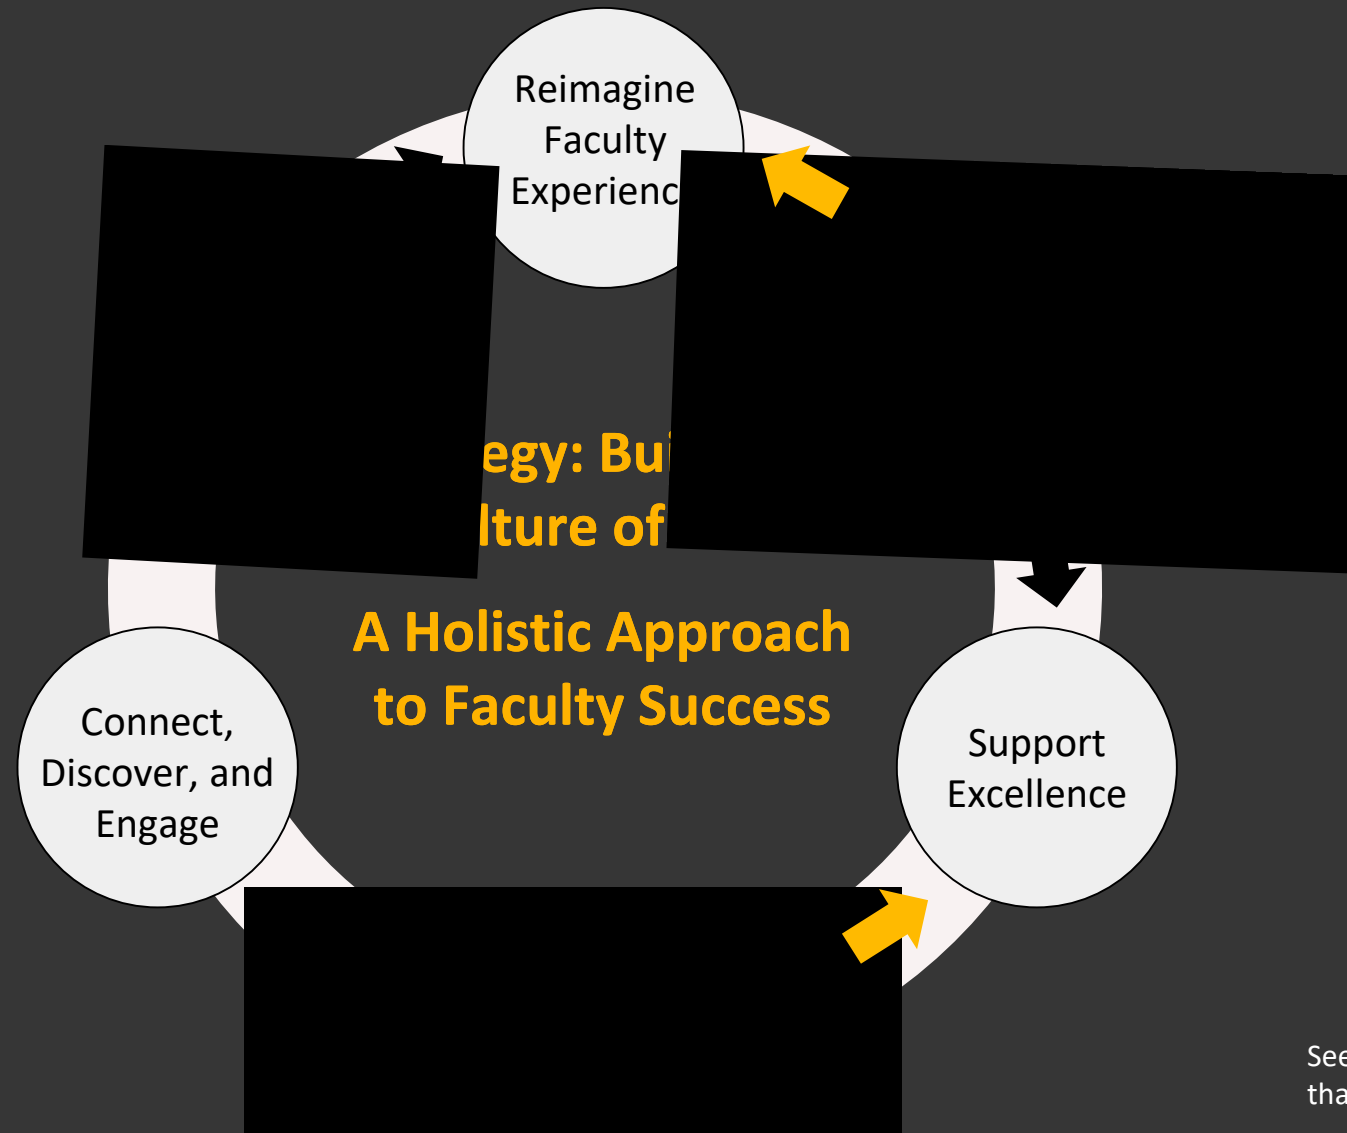 Reimagine
Faculty
Experienc
egy: Bui
lture of
A Holistic Approach
to Faculty Success
Connect,
Discover, and
Engage
Support
Excellence
See
tha